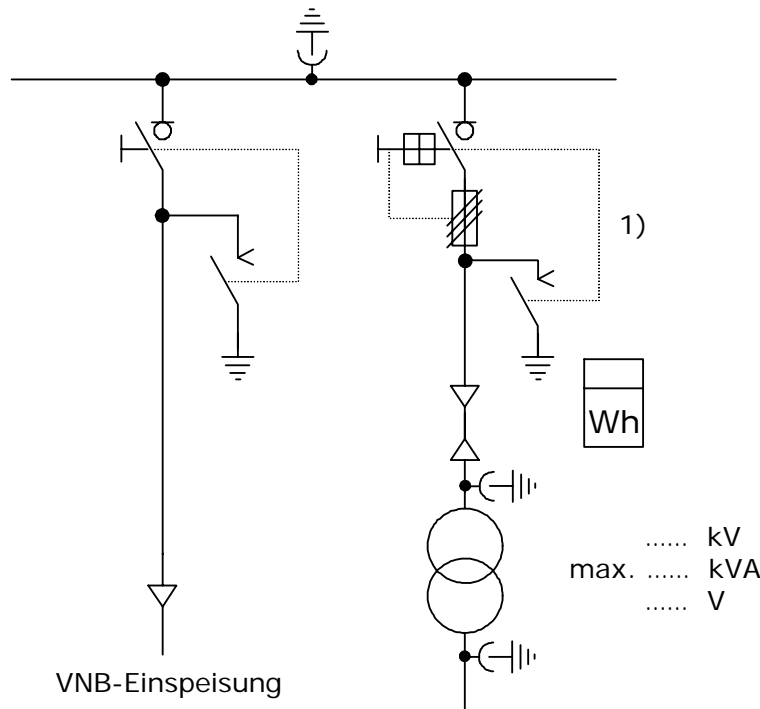 1)
Wh
...... kV
max. ...... kVA
...... V
VNB-Einspeisung